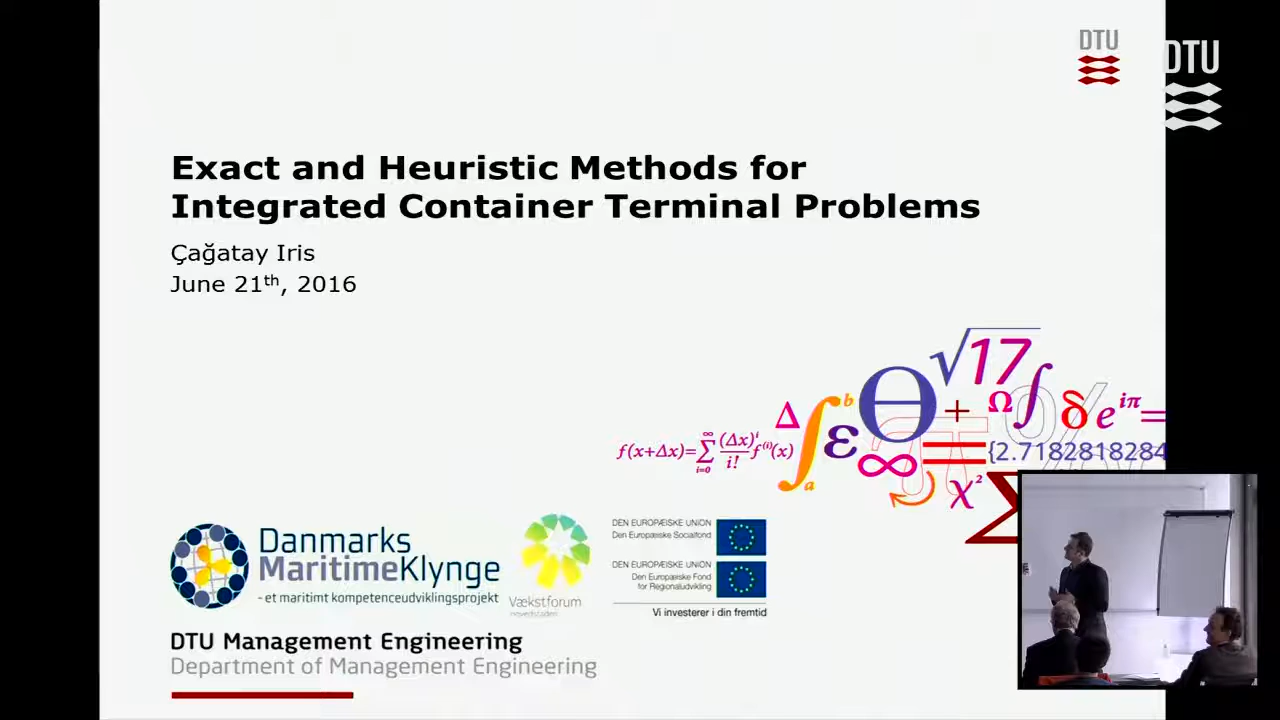 DTU
DTU
Exact and Heuristic Methods for
Integrated Container Terminal Problems
Çağatay Iris
June 21th, 2016
f(x+Δx)=∑ (Δx)^i / i! f^(i)(x)
i=0
∞
Δ ∫ a b ε Θ + √17 Ω ∫ δ e^iπ =
∞ = χ² Σ π %
{2.7182818284
Danmarks
MaritimeKlynge
- et maritimt kompetenceudviklingsprojekt
Vækstforum
DEN EUROPÆISKE UNION
Den Europæiske Socialfond
DEN EUROPÆISKE UNION
Den Europæiske Fond
for Regionaludvikling
Vi investerer i din fremtid
DTU Management Engineering
Department of Management Engineering